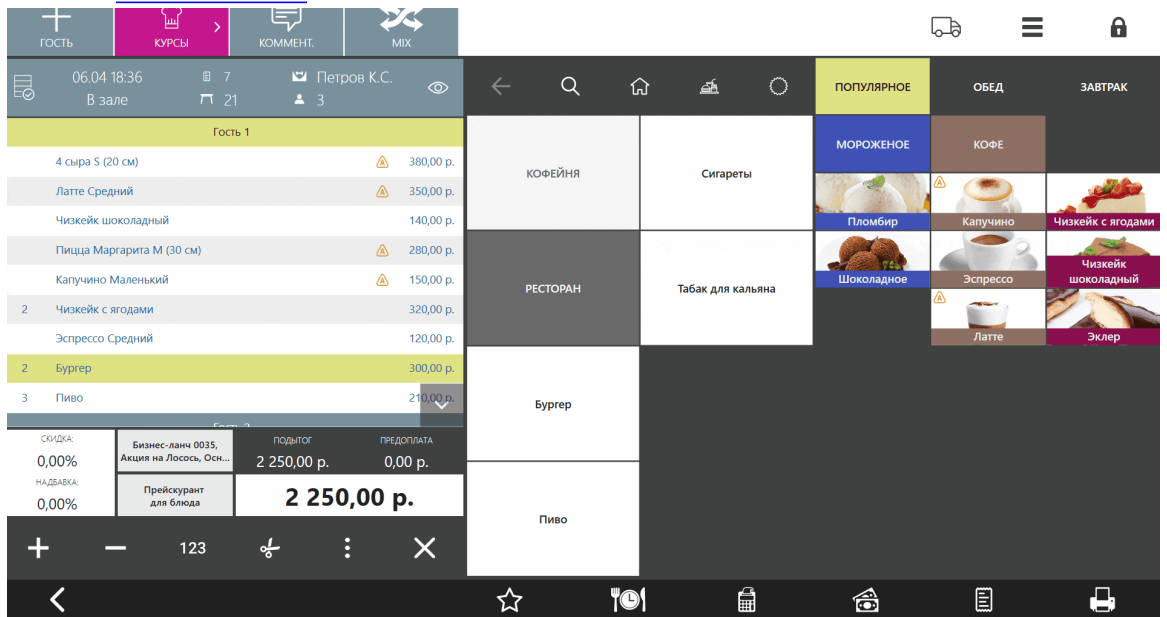 ГОСТЬ
КУРСЫ
КОММЕНТ.
MIX
06.04 18:36
7
Петров К.С.
В зале
21
3
Гость 1
4 сыра S (20 см) 380,00 р.
Латте Средний 350,00 р.
Чизкейк шоколадный 140,00 р.
Пицца Маргарита M (30 см) 280,00 р.
Капучино Маленький 150,00 р.
2 Чизкейк с ягодами 320,00 р.
Эспрессо Средний 120,00 р.
2 Бургер 300,00 р.
3 Пиво 210,00 р.
СКИДКА:
0,00%
НАДБАВКА:
0,00%
Бизнес-ланч 0035,
Акция на Лосось, Осн...
Прейскурант
для блюда
ПОДЫТОГ
2 250,00 р.
ПРЕДОПЛАТА
0,00 р.
2 250,00 р.
123
ПОПУЛЯРНОЕ
ОБЕД
ЗАВТРАК
КОФЕЙНЯ
Сигареты
РЕСТОРАН
Табак для кальяна
Бургер
Пиво
МОРОЖЕНОЕ
КОФЕ
Пломбир
Капучино
Чизкейк с ягодами
Шоколадное
Эспрессо
Чизкейк
шоколадный
Латте
Эклер